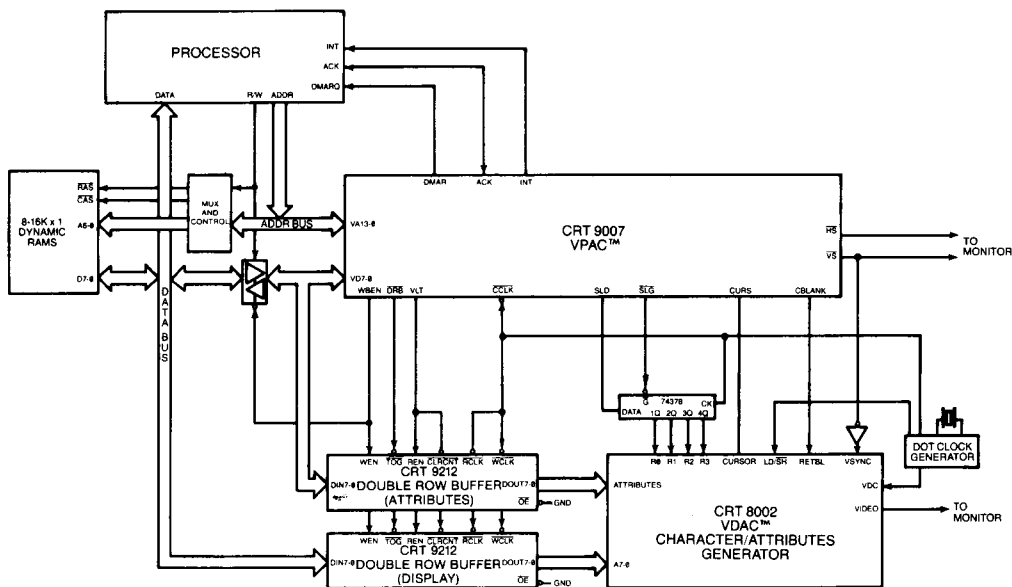 PROCESSOR
INT
ACK
DMARQ
DATA
R/W ADDR
DMAR
ACK
INT
8-16K x 1
DYNAMIC
RAMS
RAS
CAS
A6-0
D7-0
MUX
AND
CONTROL
ADDR BUS
VA13-0
CRT 9007
VPAC™
HS
VS
TO
MONITOR
VD7-0
WBEN DRB VLT
CCLK
SLD
SLG
CURS
CBLANK
DATA BUS
G
74378
CK
DATA
1Q 2Q 3Q 4Q
DOT CLOCK
GENERATOR
WEN TOG REN CLRCNT RCLK WCLK
CRT 9212
DIN7-0
DOUT7-0
DOUBLE ROW BUFFER
(ATTRIBUTES)
OE
GND
R0 R1 R2 R3
CURSOR
LD/SH
RETBL
VSYNC
ATTRIBUTES
VDC
VIDEO
TO
MONITOR
CRT 8002
VDAC™
CHARACTER/ATTRIBUTES
GENERATOR
A7-0
WEN TOG REN CLRCNT RCLK WCLK
CRT 9212
DIN7-0
DOUT7-0
DOUBLE ROW BUFFER
(DISPLAY)
OE
GND